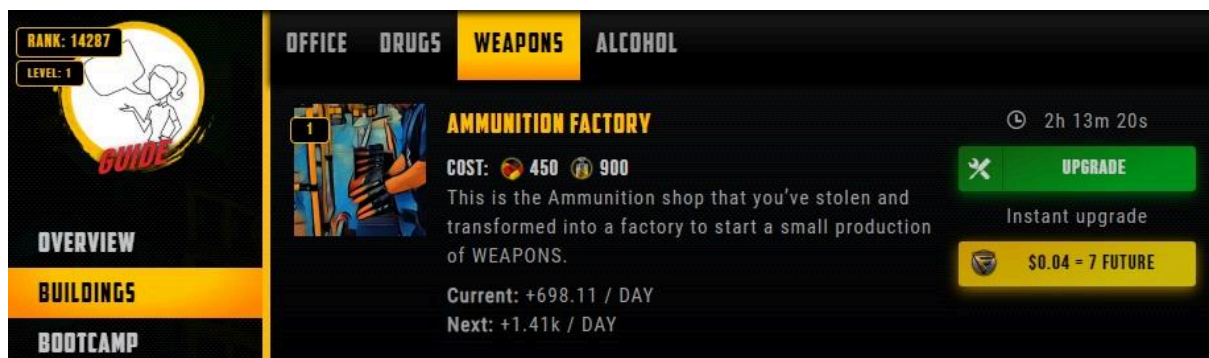 RANK: 14287
LEVEL: 1
GUIDE
OVERVIEW
BUILDINGS
BOOTCAMP
OFFICE DRUGS WEAPONS ALCOHOL
1
AMMUNITION FACTORY
COST: 450 900
This is the Ammunition shop that you’ve stolen and
transformed into a factory to start a small production
of WEAPONS.
Current: +698.11 / DAY
Next: +1.41k / DAY
2h 13m 20s
UPGRADE
Instant upgrade
$0.04 = 7 FUTURE